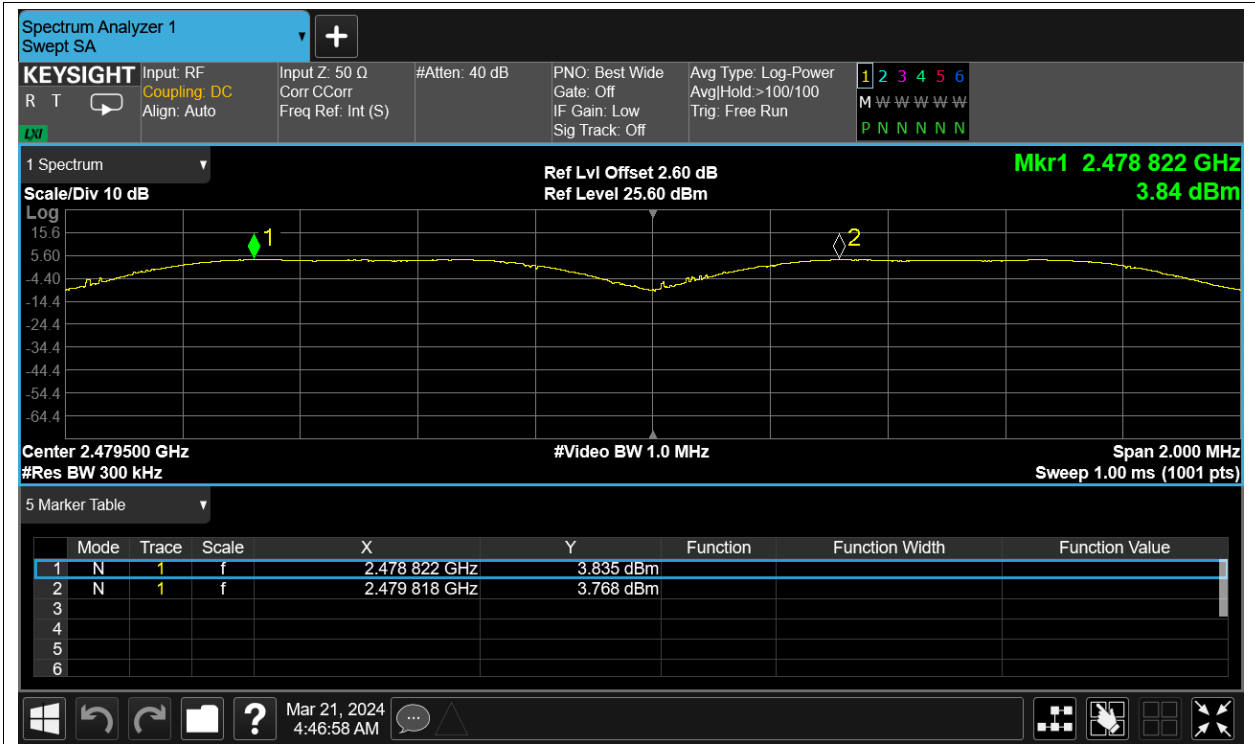 Spectrum Analyzer 1
Swept SA
+
KEYSIGHT
R T
LXI
Input: RF
Coupling: DC
Align: Auto
Input Z: 50 Ω
Corr CCorr
Freq Ref: Int (S)
#Atten: 40 dB
PNO: Best Wide
Gate: Off
IF Gain: Low
Sig Track: Off
Avg Type: Log-Power
Avg|Hold:>100/100
Trig: Free Run
1 2 3 4 5 6
M W W W W W
P N N N N N
1 Spectrum
Scale/Div 10 dB
Ref Lvl Offset 2.60 dB
Ref Level 25.60 dBm
Mkr1 2.478 822 GHz
3.84 dBm
Log
15.6
5.60
-4.40
-14.4
-24.4
-34.4
-44.4
-54.4
-64.4
1
2
Center 2.479500 GHz
#Video BW 1.0 MHz
Span 2.000 MHz
#Res BW 300 kHz
Sweep 1.00 ms (1001 pts)
5 Marker Table
Mode Trace Scale X Y Function Function Width Function Value
1 N 1 f 2.478 822 GHz 3.835 dBm
2 N 1 f 2.479 818 GHz 3.768 dBm
3
4
5
6
?
Mar 21, 2024
4:46:58 AM